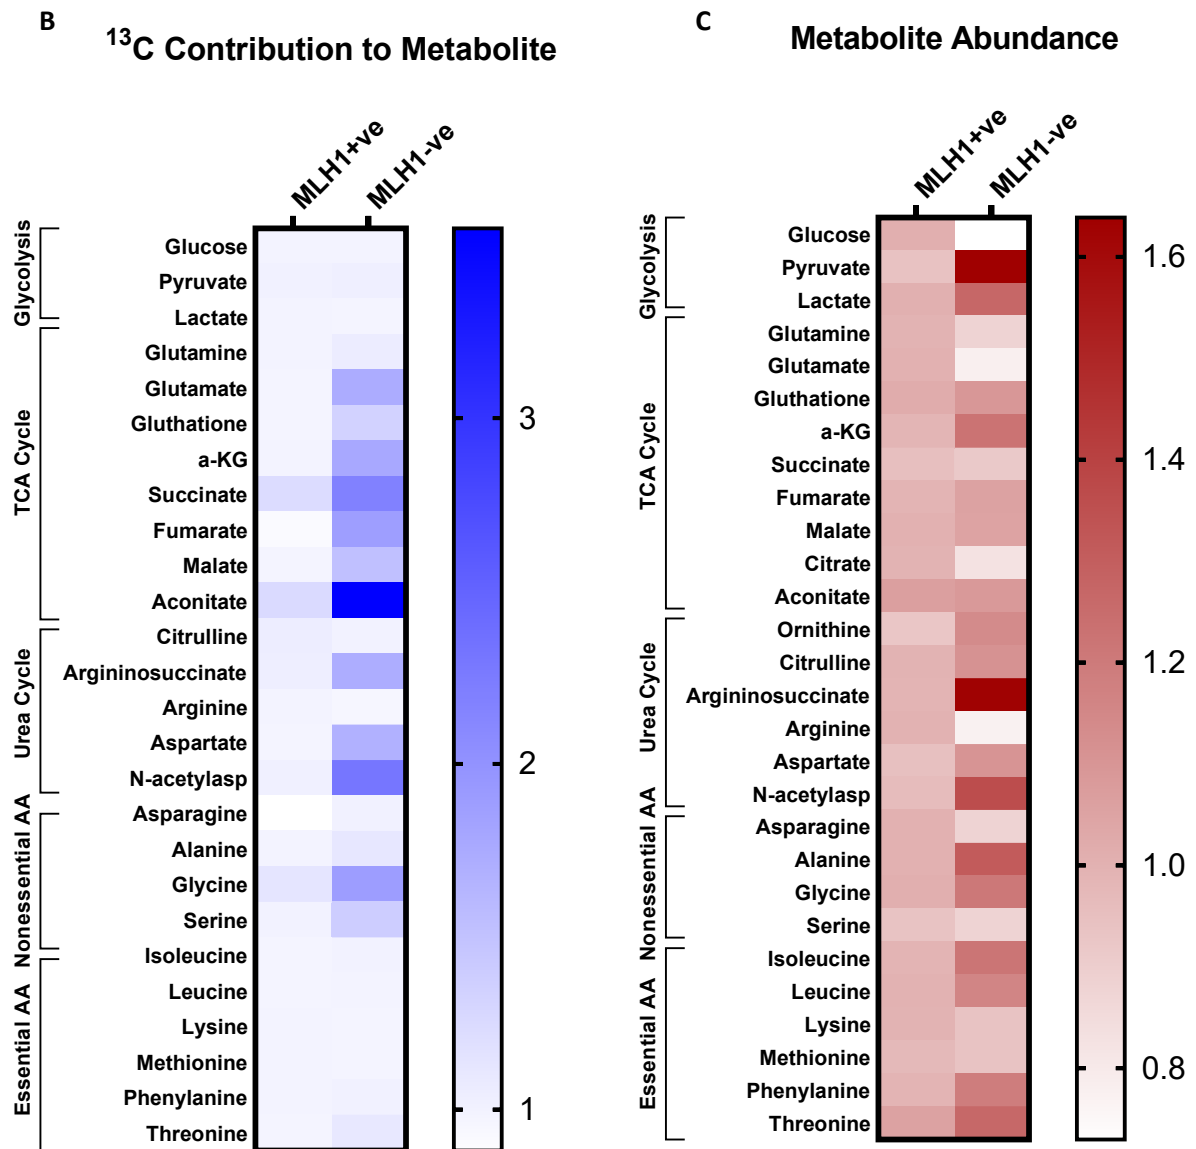 B
¹³C Contribution to Metabolite
MLH1+ve
MLH1-ve
Glycolysis
TCA Cycle
Urea Cycle
Nonessential AA
Essential AA
Glucose
Pyruvate
Lactate
Glutamine
Glutamate
Gluthatione
a-KG
Succinate
Fumarate
Malate
Aconitate
Citrulline
Argininosuccinate
Arginine
Aspartate
N-acetylasp
Asparagine
Alanine
Glycine
Serine
Isoleucine
Leucine
Lysine
Methionine
Phenylanine
Threonine
3
2
1
C
Metabolite Abundance
MLH1+ve
MLH1-ve
Glycolysis
TCA Cycle
Urea Cycle
Nonessential AA
Essential AA
Glucose
Pyruvate
Lactate
Glutamine
Glutamate
Gluthatione
a-KG
Succinate
Fumarate
Malate
Citrate
Aconitate
Ornithine
Citrulline
Argininosuccinate
Arginine
Aspartate
N-acetylasp
Asparagine
Alanine
Glycine
Serine
Isoleucine
Leucine
Lysine
Methionine
Phenylanine
Threonine
1.6
1.4
1.2
1.0
0.8